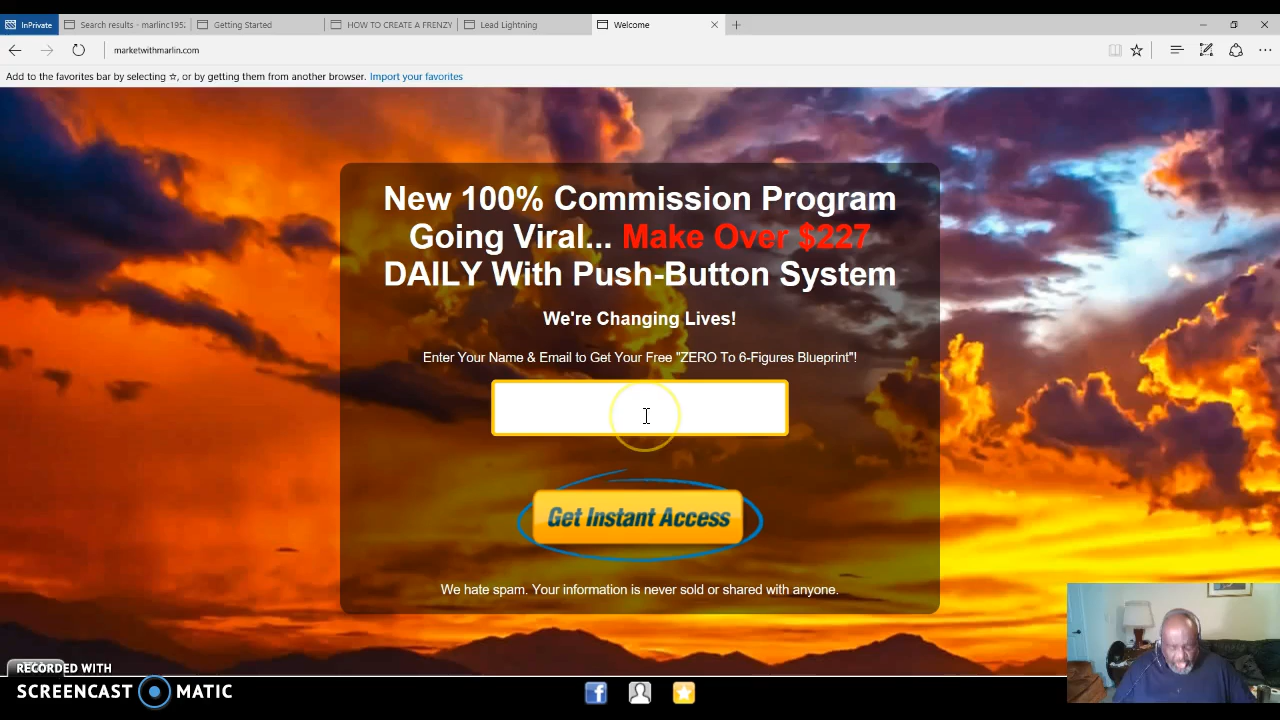 InPrivate
Search results - marlinc195
Getting Started
HOW TO CREATE A FRENZY
Lead Lightning
Welcome
marketwithmarlin.com
Add to the favorites bar by selecting ☆, or by getting them from another browser. Import your favorites
New 100% Commission Program
Going Viral... Make Over $227
DAILY With Push-Button System
We're Changing Lives!
Enter Your Name & Email to Get Your Free "ZERO To 6-Figures Blueprint"!
Get Instant Access
We hate spam. Your information is never sold or shared with anyone.
RECORDED WITH
SCREENCAST MATIC